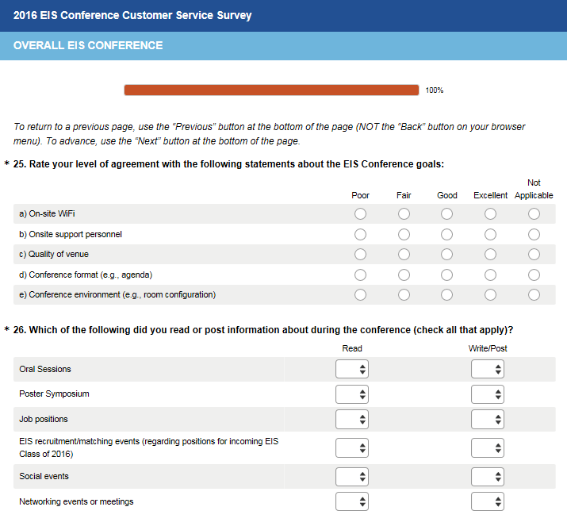 2016 EIS Conference Customer Service Survey
OVERALL EIS CONFERENCE
100%
To return to a previous page, use the "Previous" button at the bottom of the page (NOT the "Back" button on your browser
menu). To advance, use the "Next" button at the bottom of the page.
* 25. Rate your level of agreement with the following statements about the EIS Conference goals:
Poor Fair Good Excellent Not Applicable
a) On-site WiFi
b) Onsite support personnel
c) Quality of venue
d) Conference format (e.g., agenda)
e) Conference environment (e.g., room configuration)
* 26. Which of the following did you read or post information about during the conference (check all that apply)?
Read Write/Post
Oral Sessions
Poster Symposium
Job positions
EIS recruitment/matching events (regarding positions for incoming EIS
Class of 2016)
Social events
Networking events or meetings